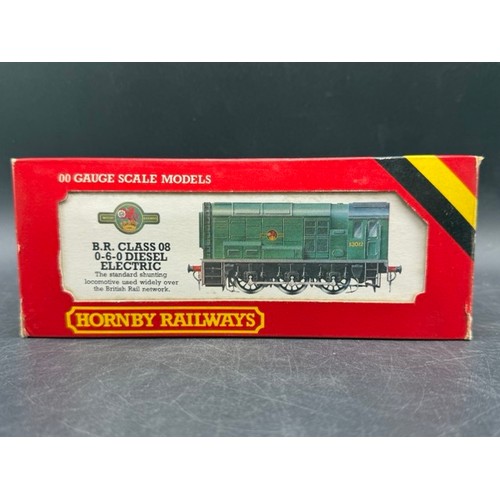 00 GAUGE SCALE MODELS
B.R. CLASS 08
0-6-0 DIESEL
ELECTRIC
The standard shunting
locomotive used widely over
the British Rail network.
HORNBY RAILWAYS